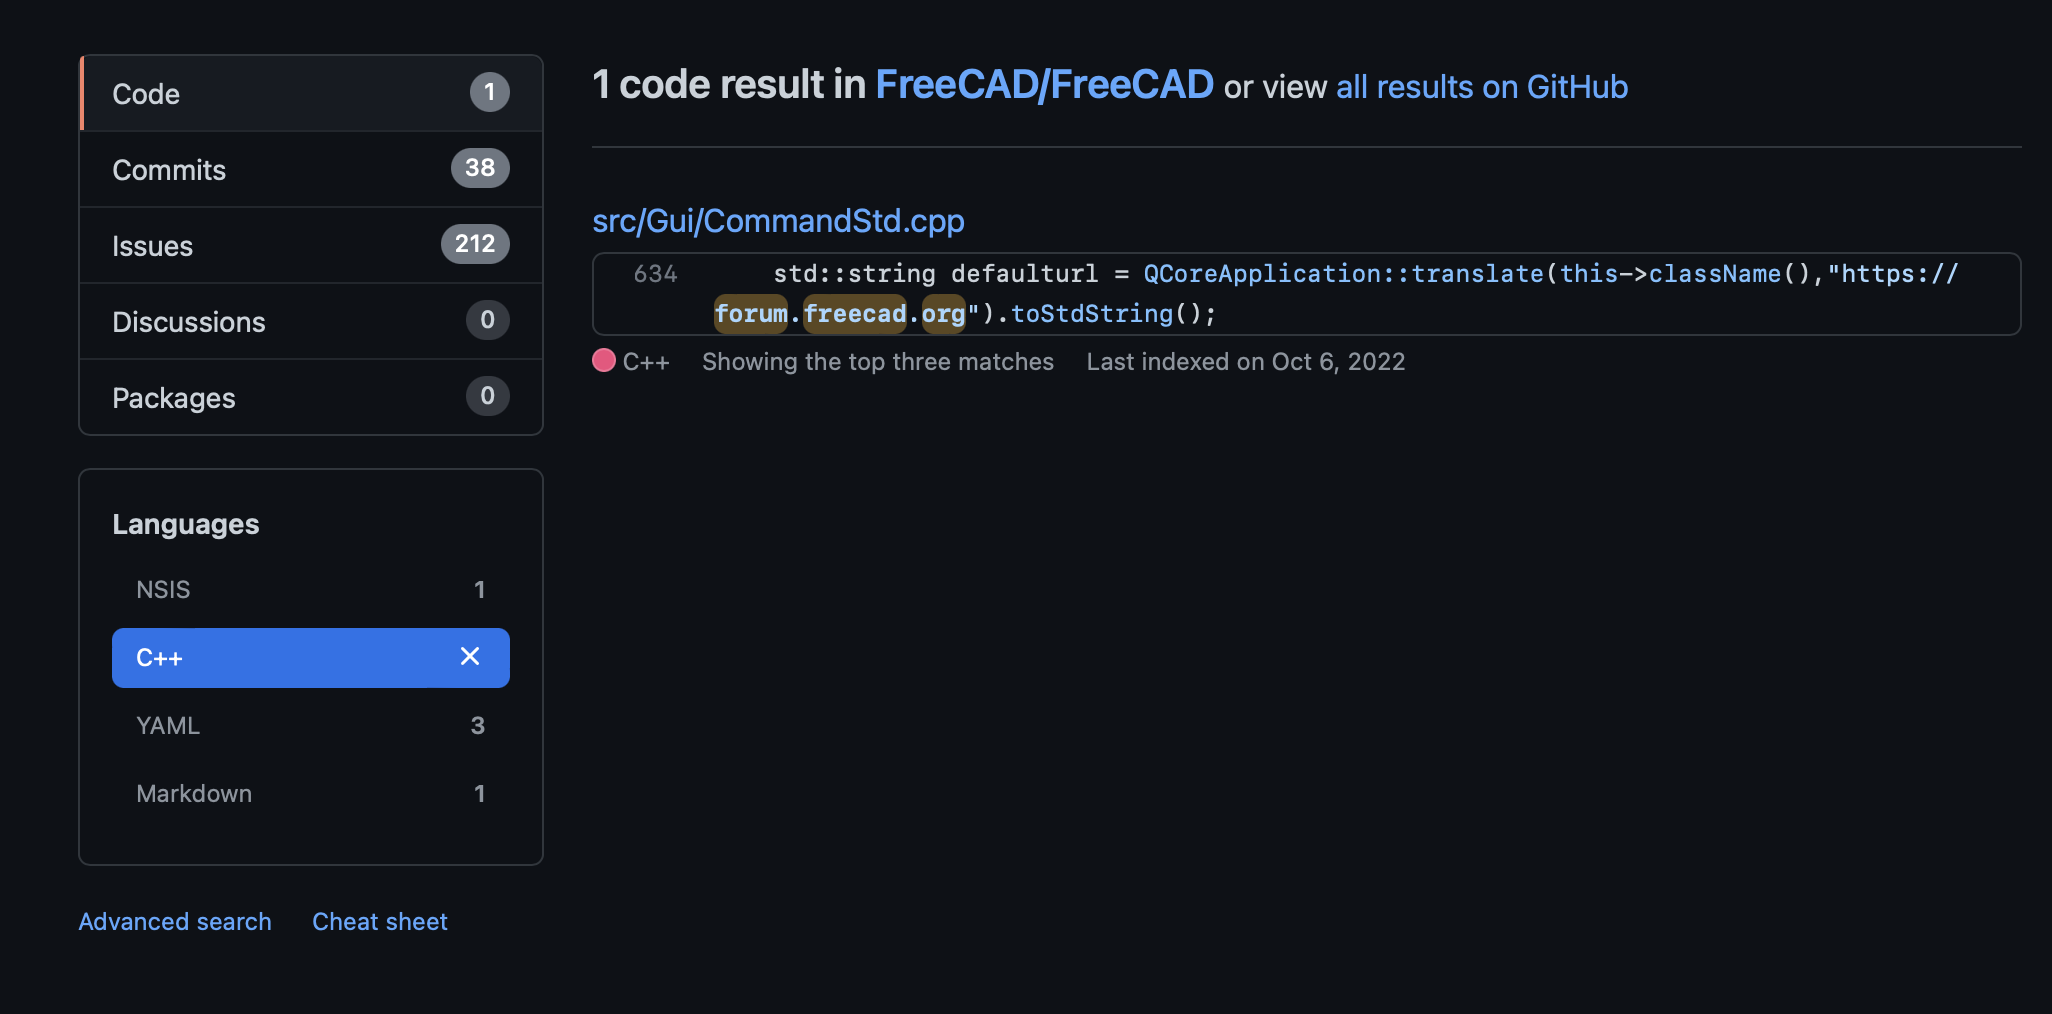 Code 1
Commits 38
Issues 212
Discussions 0
Packages 0
Languages
NSIS 1
C++
YAML 3
Markdown 1
Advanced search Cheat sheet
1 code result in FreeCAD/FreeCAD or view all results on GitHub
src/Gui/CommandStd.cpp
634 std::string defaulturl = QCoreApplication::translate(this->className(),"https://
forum.freecad.org").toStdString();
C++ Showing the top three matches Last indexed on Oct 6, 2022